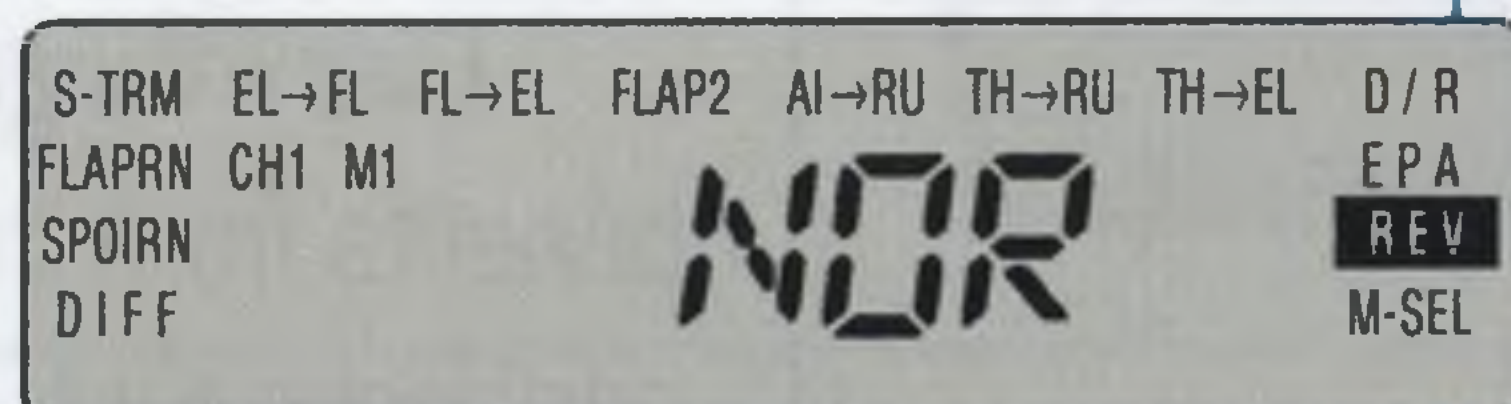 S-TRM EL→FL FL→EL FLAP2 AI→RU TH→RU TH→EL D/R
FLAPRN CH1 M1 EPA
SPOIRN NOR REV
DIFF M-SEL